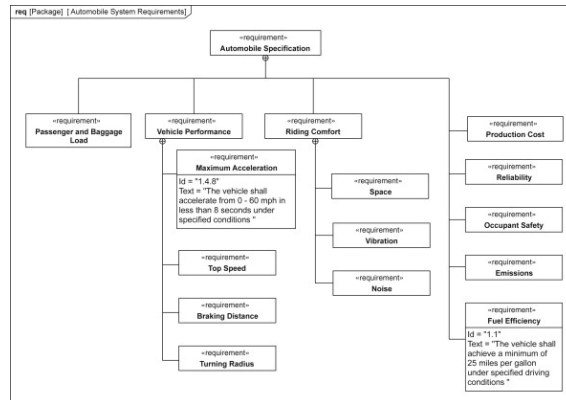 req [Package] [ Automobile System Requirements]
«requirement»
Automobile Specification
«requirement»
Passenger and Baggage
Load
«requirement»
Vehicle Performance
«requirement»
Maximum Acceleration
Id = "1.4.8"
Text = "The vehicle shall
accelerate from 0 - 60 mph in
less than 8 seconds under
specified conditions "
«requirement»
Top Speed
«requirement»
Braking Distance
«requirement»
Turning Radius
«requirement»
Riding Comfort
«requirement»
Space
«requirement»
Vibration
«requirement»
Noise
«requirement»
Production Cost
«requirement»
Reliability
«requirement»
Occupant Safety
«requirement»
Emissions
«requirement»
Fuel Efficiency
Id = "1.1"
Text = "The vehicle shall
achieve a minimum of
25 miles per gallon
under specified driving
conditions "